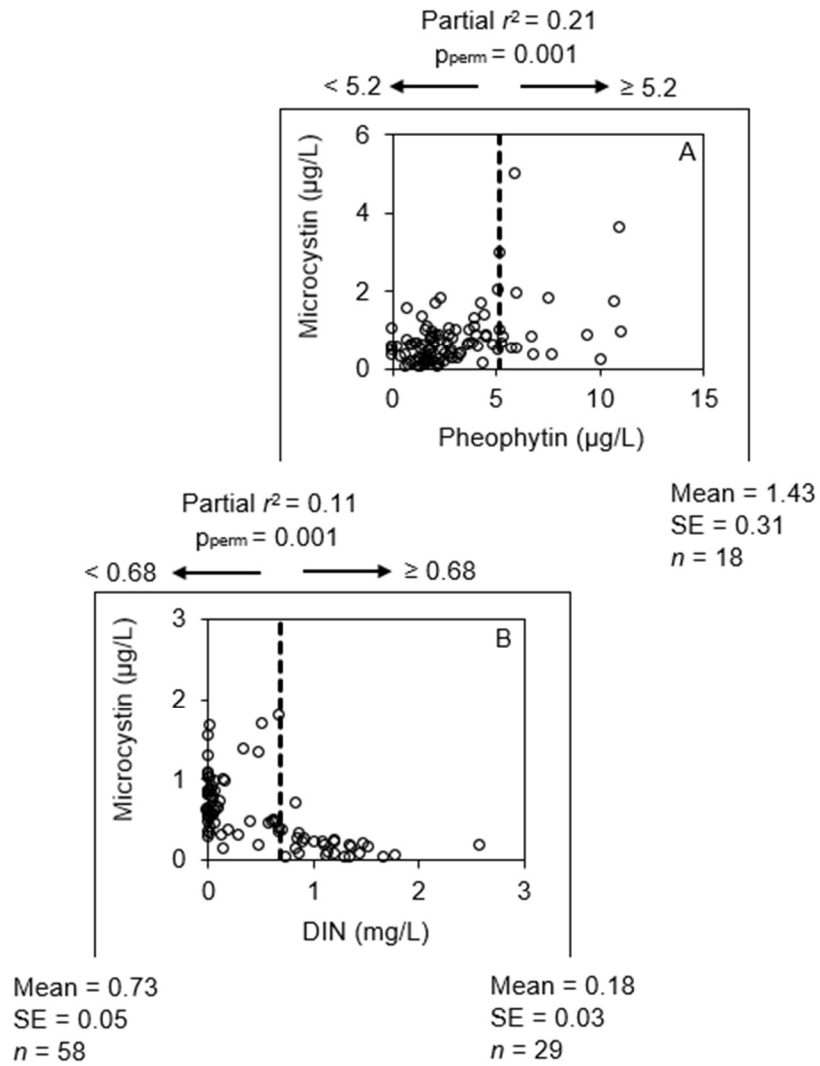 Partial r² = 0.21
pperm = 0.001
< 5.2 ≥ 5.2
A
Microcystin (µg/L)
6
4
2
0
0 5 10 15
Pheophytin (µg/L)
Mean = 1.43
SE = 0.31
n = 18
Partial r² = 0.11
pperm = 0.001
< 0.68 ≥ 0.68
B
Microcystin (µg/L)
3
2
1
0
0 1 2 3
DIN (mg/L)
Mean = 0.73
SE = 0.05
n = 58
Mean = 0.18
SE = 0.03
n = 29